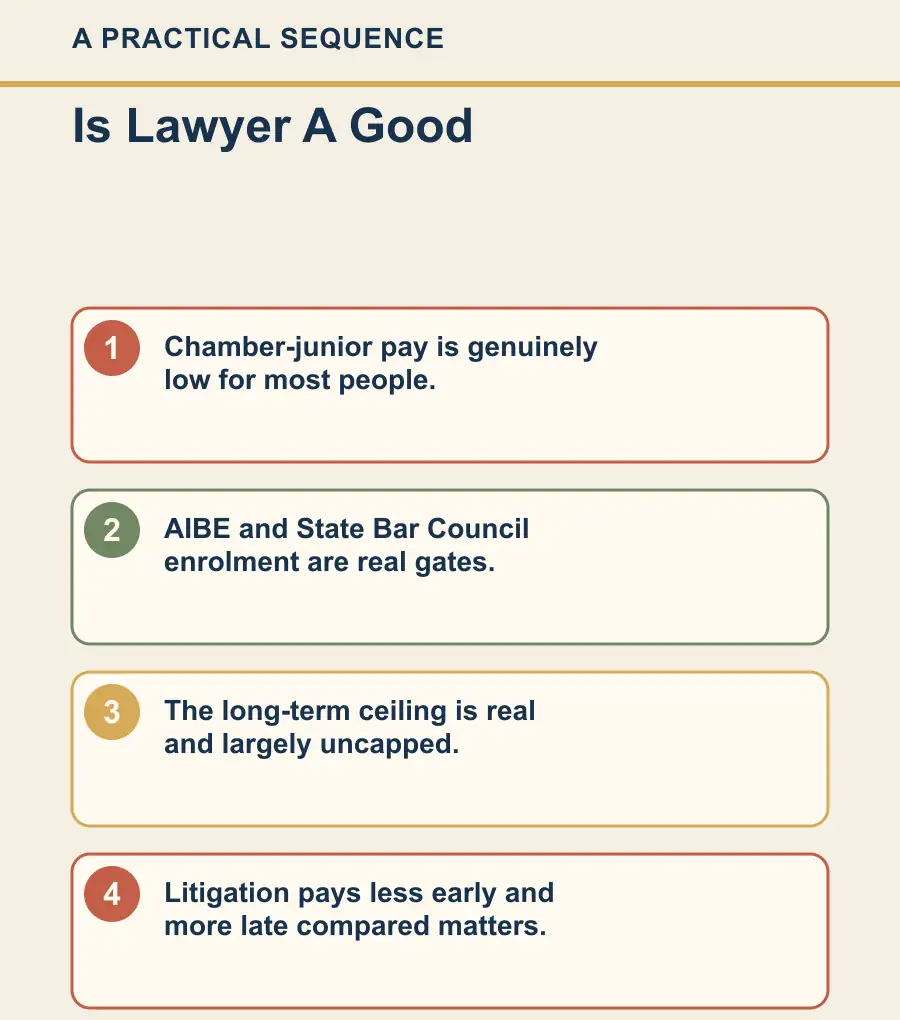 A PRACTICAL SEQUENCE
Is Lawyer A Good
1
Chamber-junior pay is genuinely
low for most people.
2
AIBE and State Bar Council
enrolment are real gates.
3
The long-term ceiling is real
and largely uncapped.
4
Litigation pays less early and
more late compared matters.